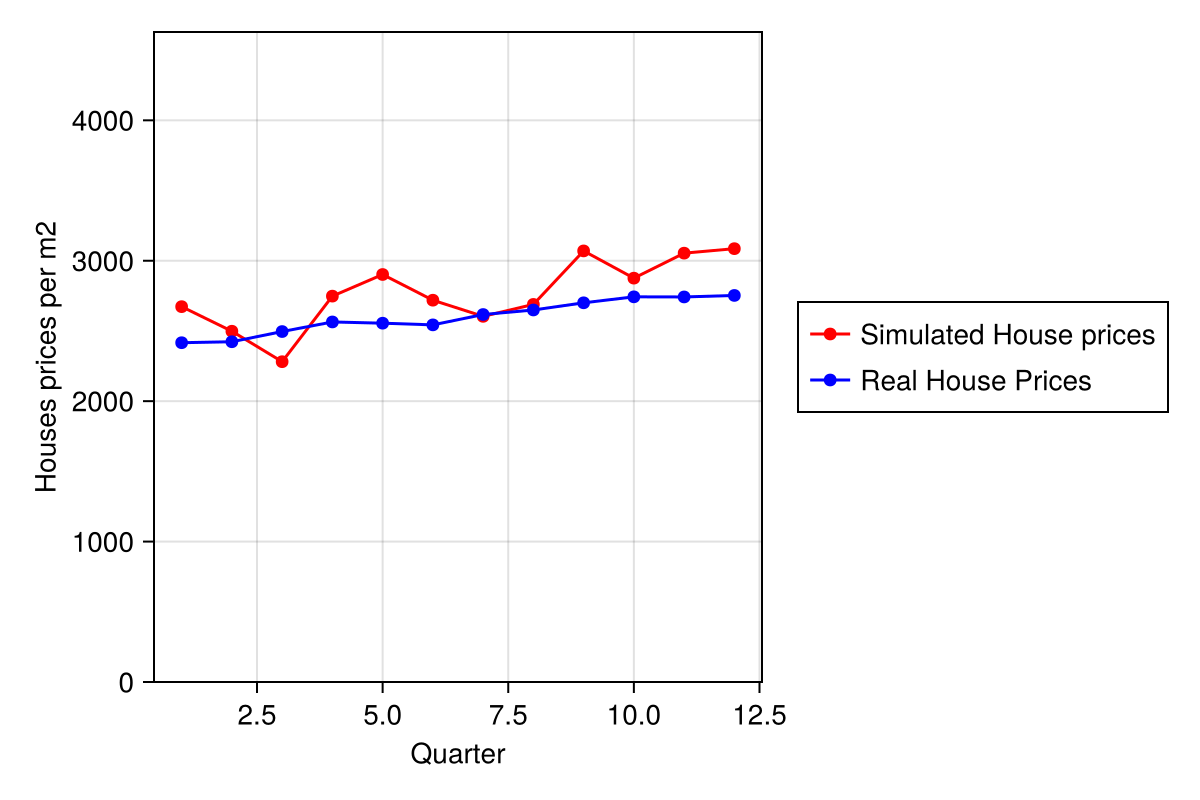 4000
3000
2000
1000
0
Houses prices per m2
2.5 5.0 7.5 10.0 12.5
Quarter
Simulated House prices
Real House Prices